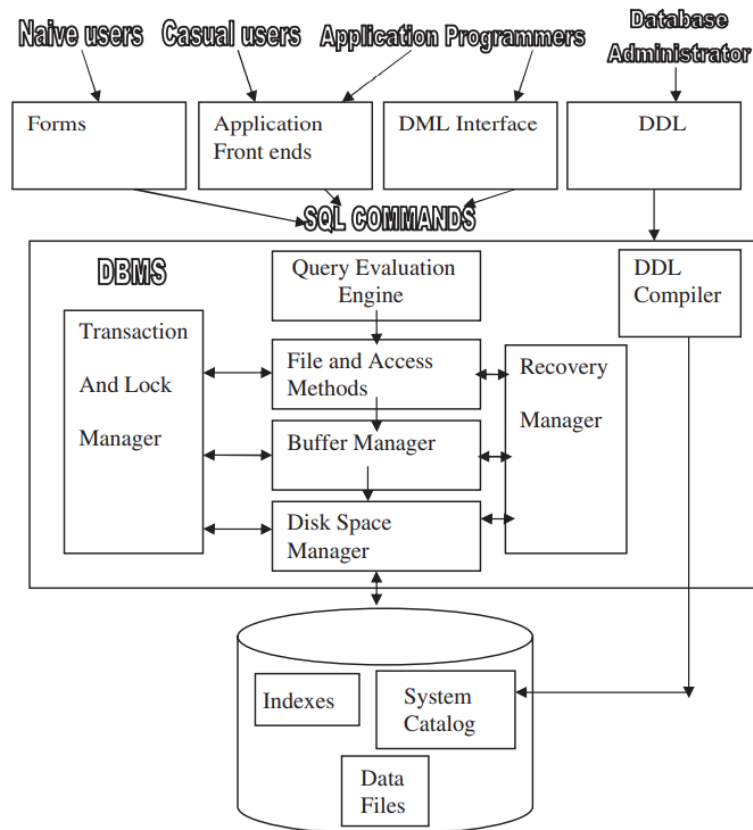 Naive users
Casual users
Application Programmers
Database
Administrator
Forms
Application
Front ends
DML Interface
DDL
SQL COMMANDS
DBMS
Query Evaluation
Engine
DDL
Compiler
Transaction
And Lock
Manager
File and Access
Methods
Recovery
Manager
Buffer Manager
Disk Space
Manager
Indexes
System
Catalog
Data
Files